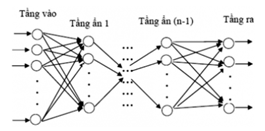 Tầng vào
Tầng ẩn 1
Tầng ẩn (n-1)
Tầng ra